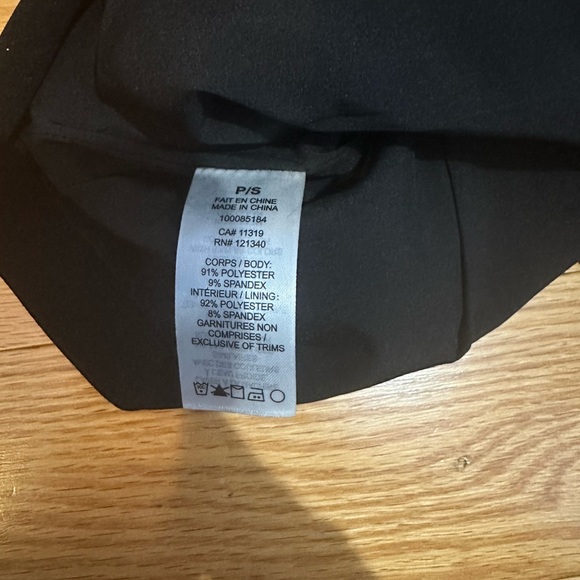 P/S
FAIT EN CHINE
MADE IN CHINA
100085184
CA# 11319
RN# 121340
CORPS / BODY:
91% POLYESTER
9% SPANDEX
INTÉRIEUR / LINING:
92% POLYESTER
8% SPANDEX
GARNITURES NON
COMPRISES /
EXCLUSIVE OF TRIMS